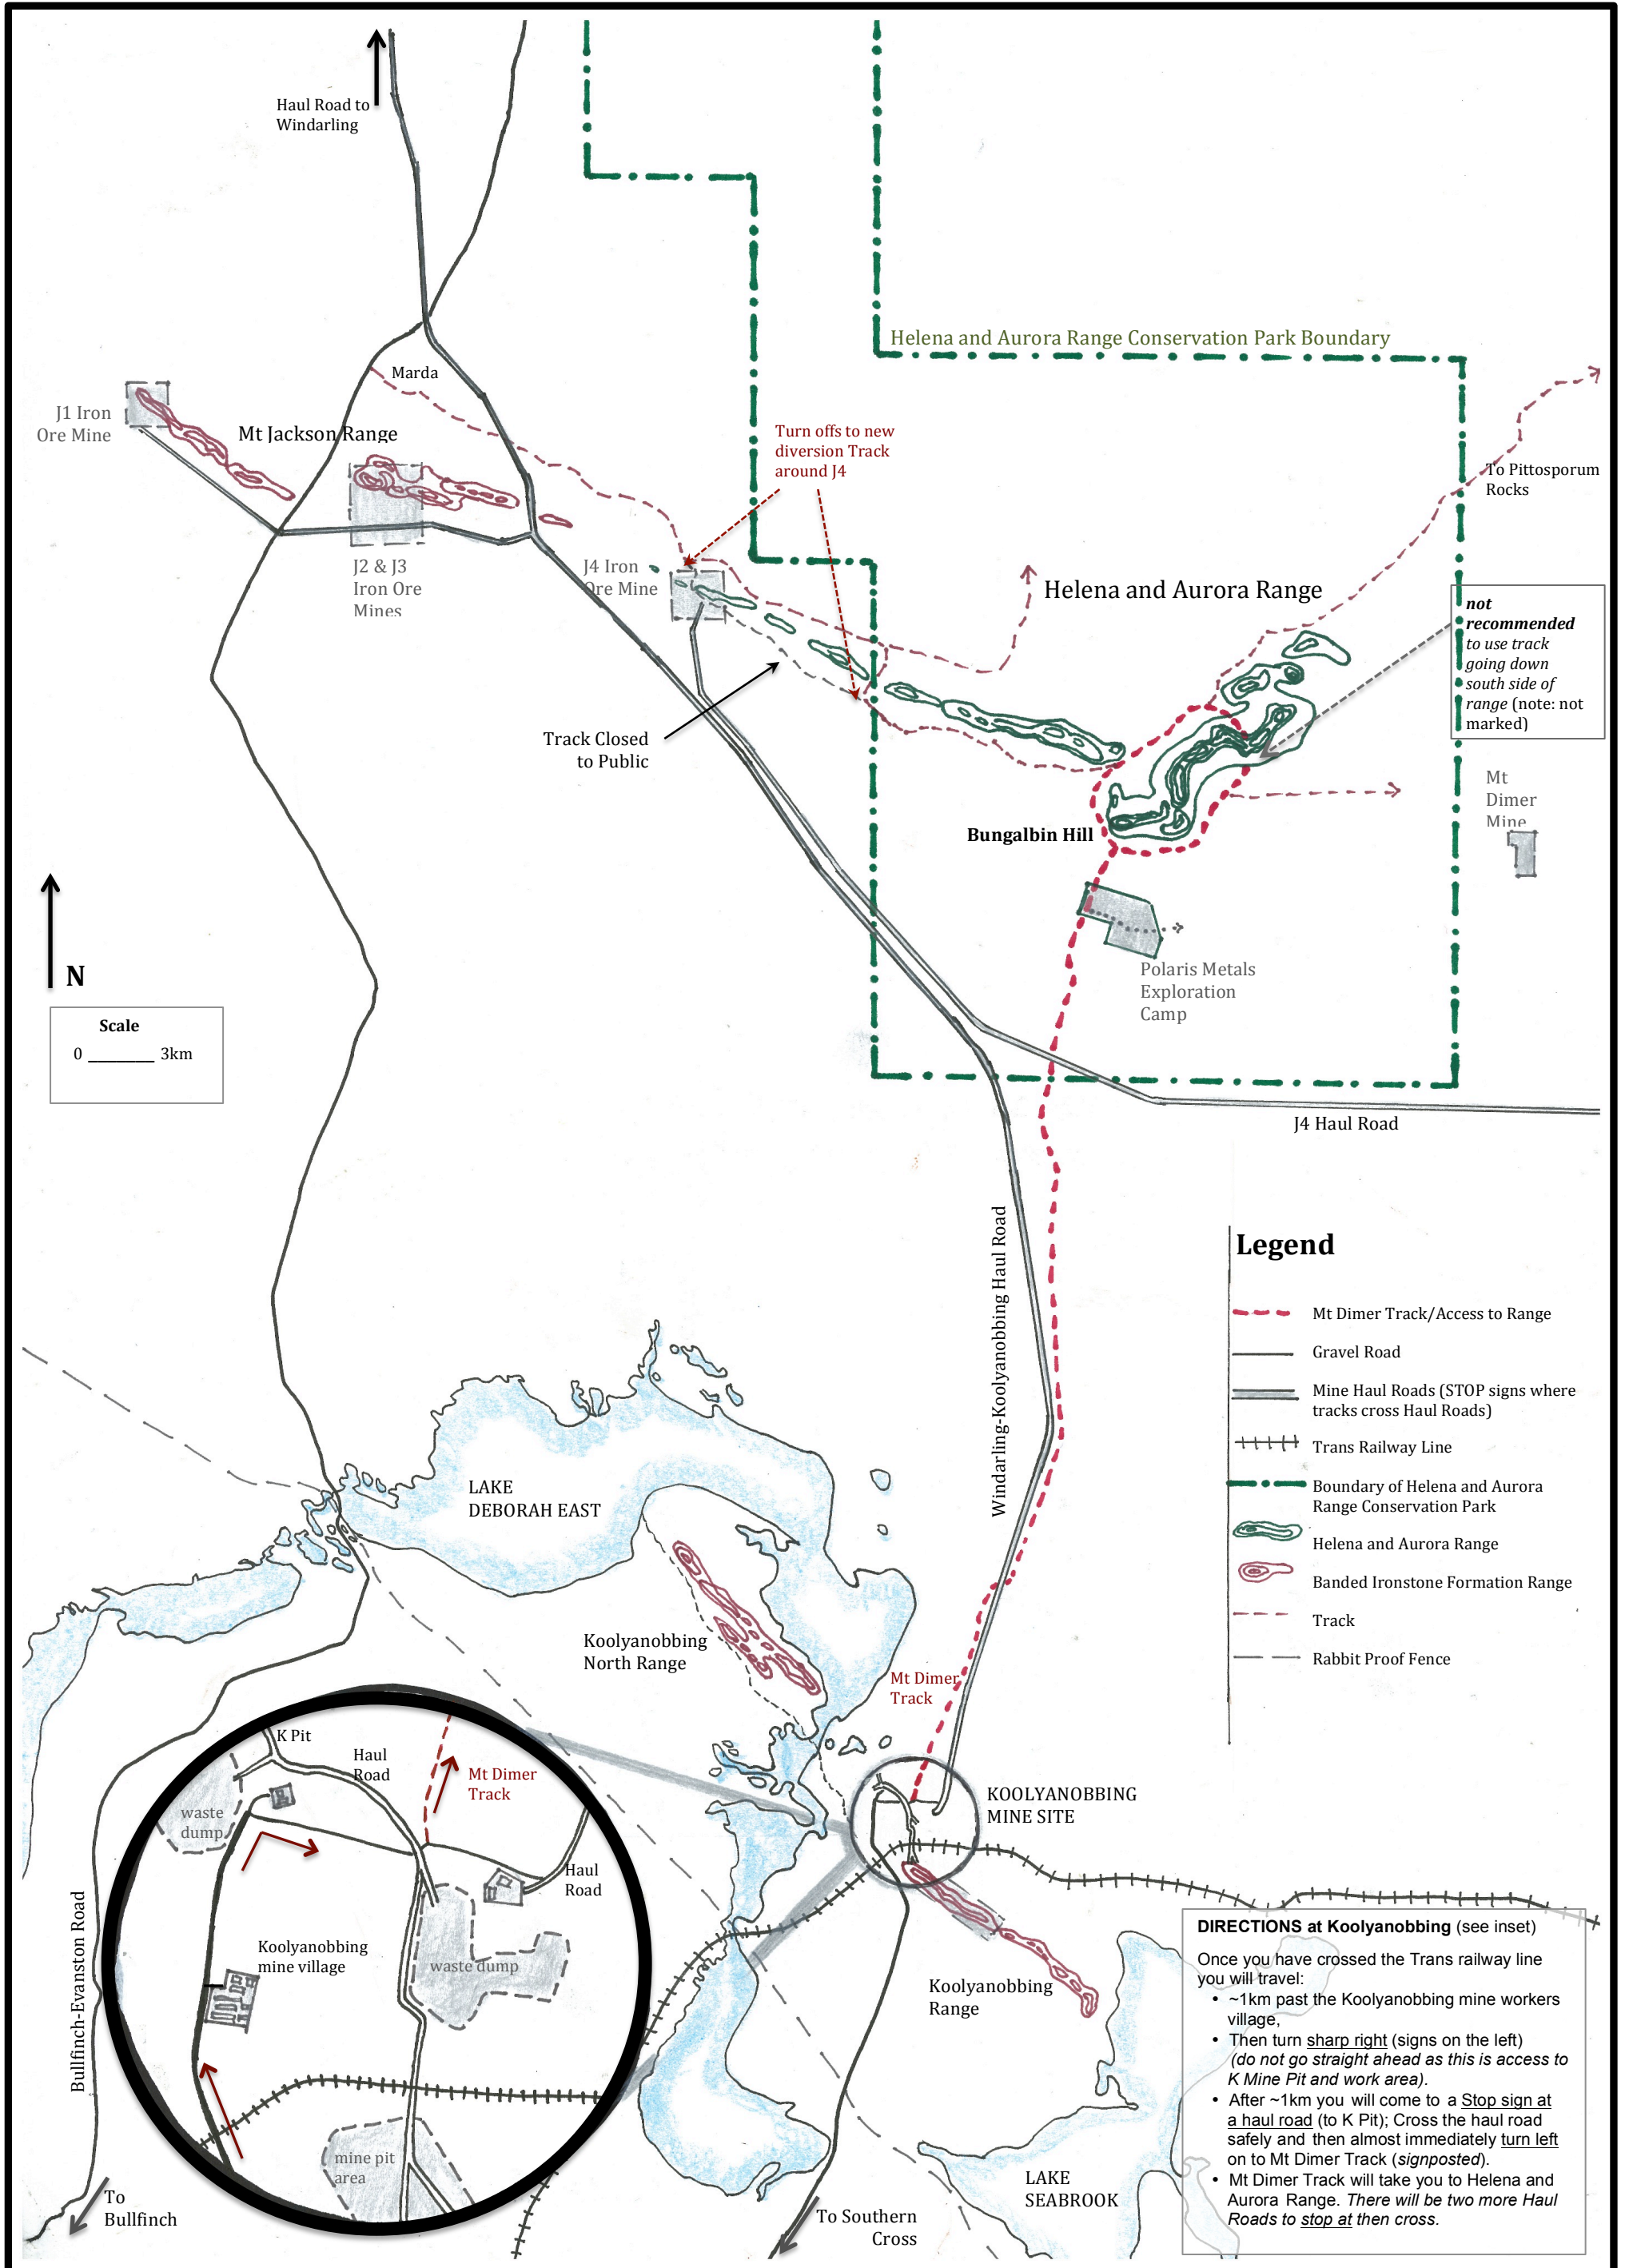 Haul Road to
Windarling
Helena and Aurora Range Conservation Park Boundary
Marda
J1 Iron
Ore Mine
Mt Jackson Range
Turn offs to new
diversion Track
around J4
To Pittosporum
Rocks
J2 & J3
Iron Ore
Mines
J4 Iron
Ore Mine
Helena and Aurora Range
not
recommended
to use track
going down
south side of
range (note: not
marked)
Track Closed
to Public
Mt
Dimer
Mine
Bungalbin Hill
N
Polaris Metals
Exploration
Camp
Scale
0 3km
J4 Haul Road
Windarling-Koolyanobbing Haul Road
Legend
Mt Dimer Track/Access to Range
Gravel Road
Mine Haul Roads (STOP signs where
tracks cross Haul Roads)
Trans Railway Line
Boundary of Helena and Aurora
Range Conservation Park
Helena and Aurora Range
Banded Ironstone Formation Range
Track
Rabbit Proof Fence
LAKE
DEBORAH EAST
Koolyanobbing
North Range
Mt Dimer
Track
KOOLYANOBBING
MINE SITE
K Pit
Haul
Road
Mt Dimer
Track
waste
dump
Haul
Road
Koolyanobbing
mine village
waste dump
mine pit
area
Bullfinch-Evanston Road
To
Bullfinch
Koolyanobbing
Range
To Southern
Cross
LAKE
SEABROOK
DIRECTIONS at Koolyanobbing (see inset)
Once you have crossed the Trans railway line
you will travel:
• ~1km past the Koolyanobbing mine workers
village,
• Then turn sharp right (signs on the left)
(do not go straight ahead as this is access to
K Mine Pit and work area).
• After ~1km you will come to a Stop sign at
a haul road (to K Pit); Cross the haul road
safely and then almost immediately turn left
on to Mt Dimer Track (signposted).
• Mt Dimer Track will take you to Helena and
Aurora Range. There will be two more Haul
Roads to stop at then cross.